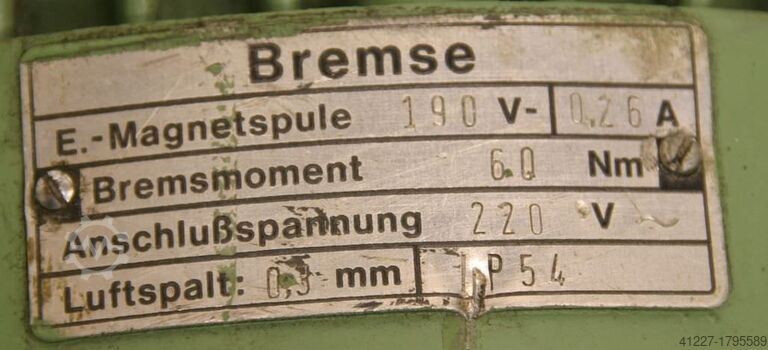 Bremse
E.-Magnetspule 190 V- 0,26 A
Bremsmoment 60 Nm
Anschlußspannung 220 V ~
Luftspalt: 0,3 mm IP54
41227-1795589